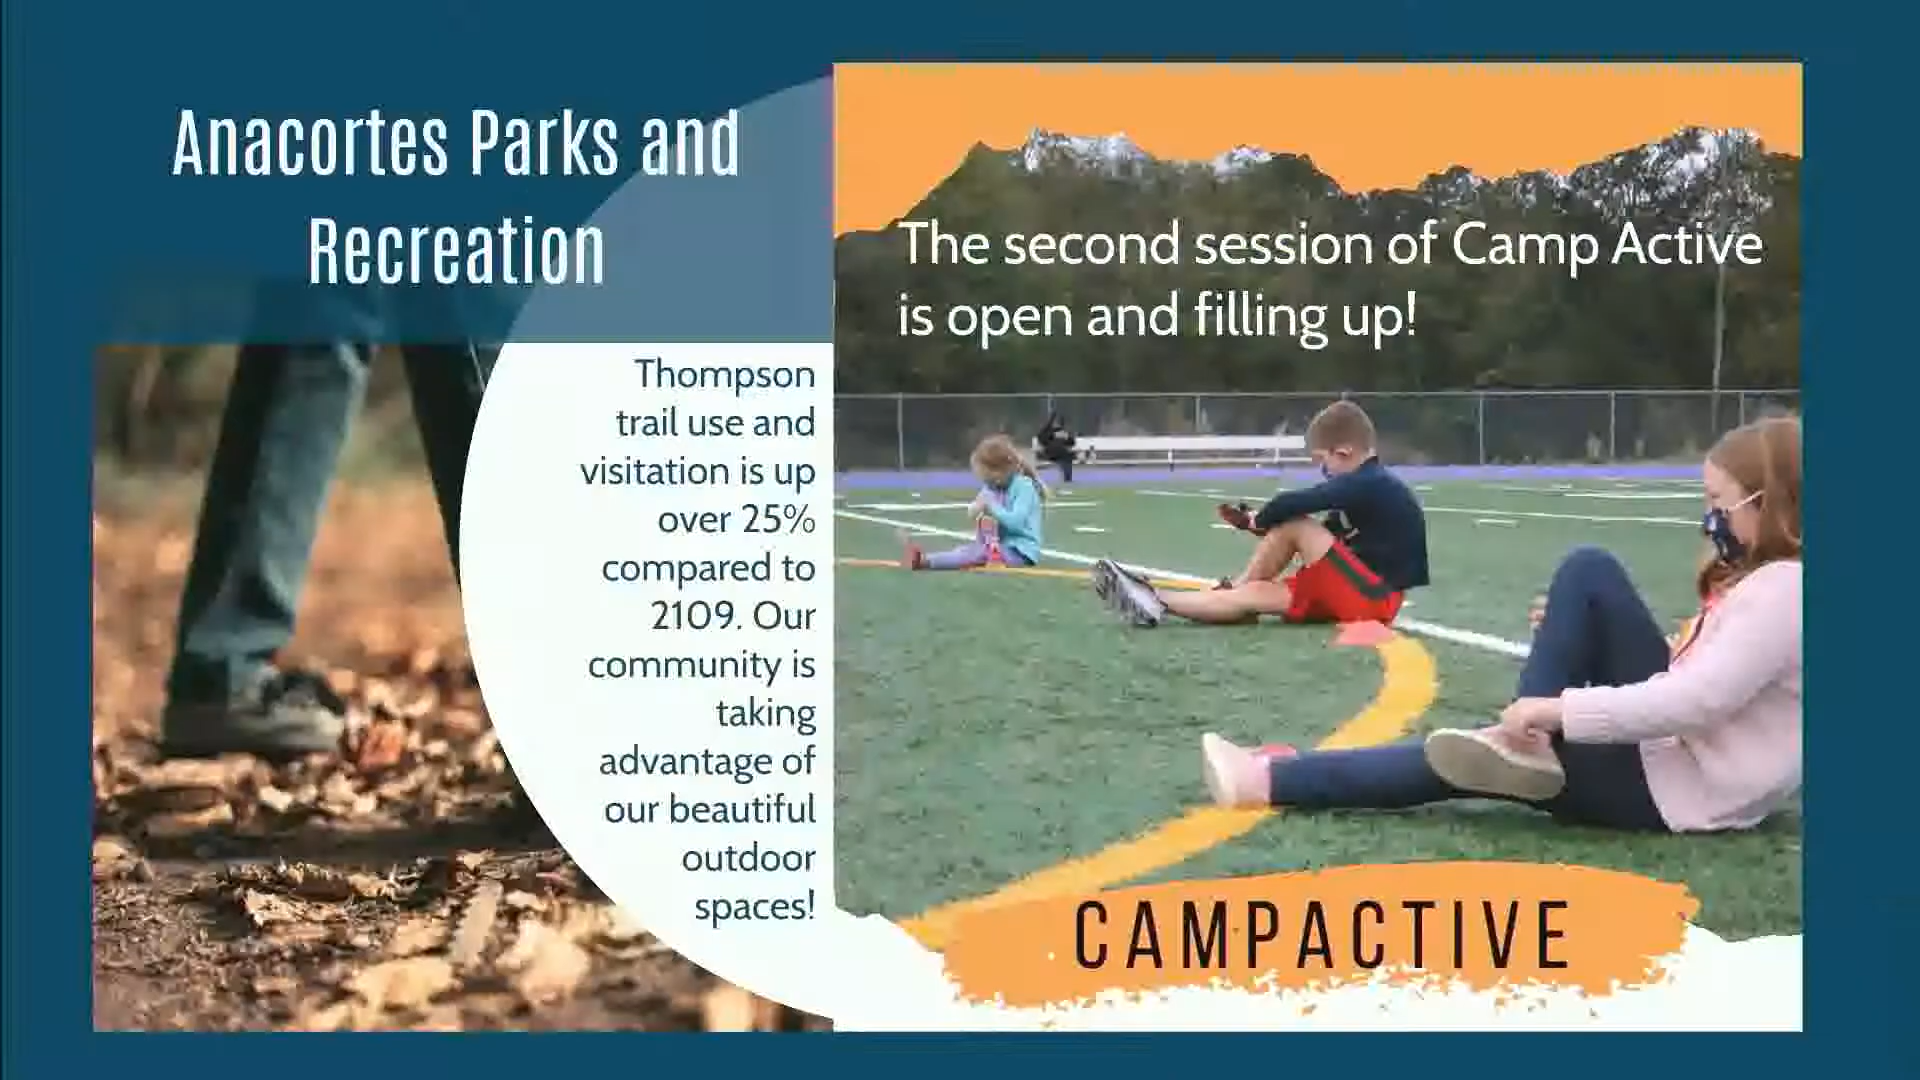 Anacortes Parks and
Recreation
Thompson
trail use and
visitation is up
over 25%
compared to
2109. Our
community is
taking
advantage of
our beautiful
outdoor
spaces!
The second session of Camp Active
is open and filling up!
CAMPACTIVE